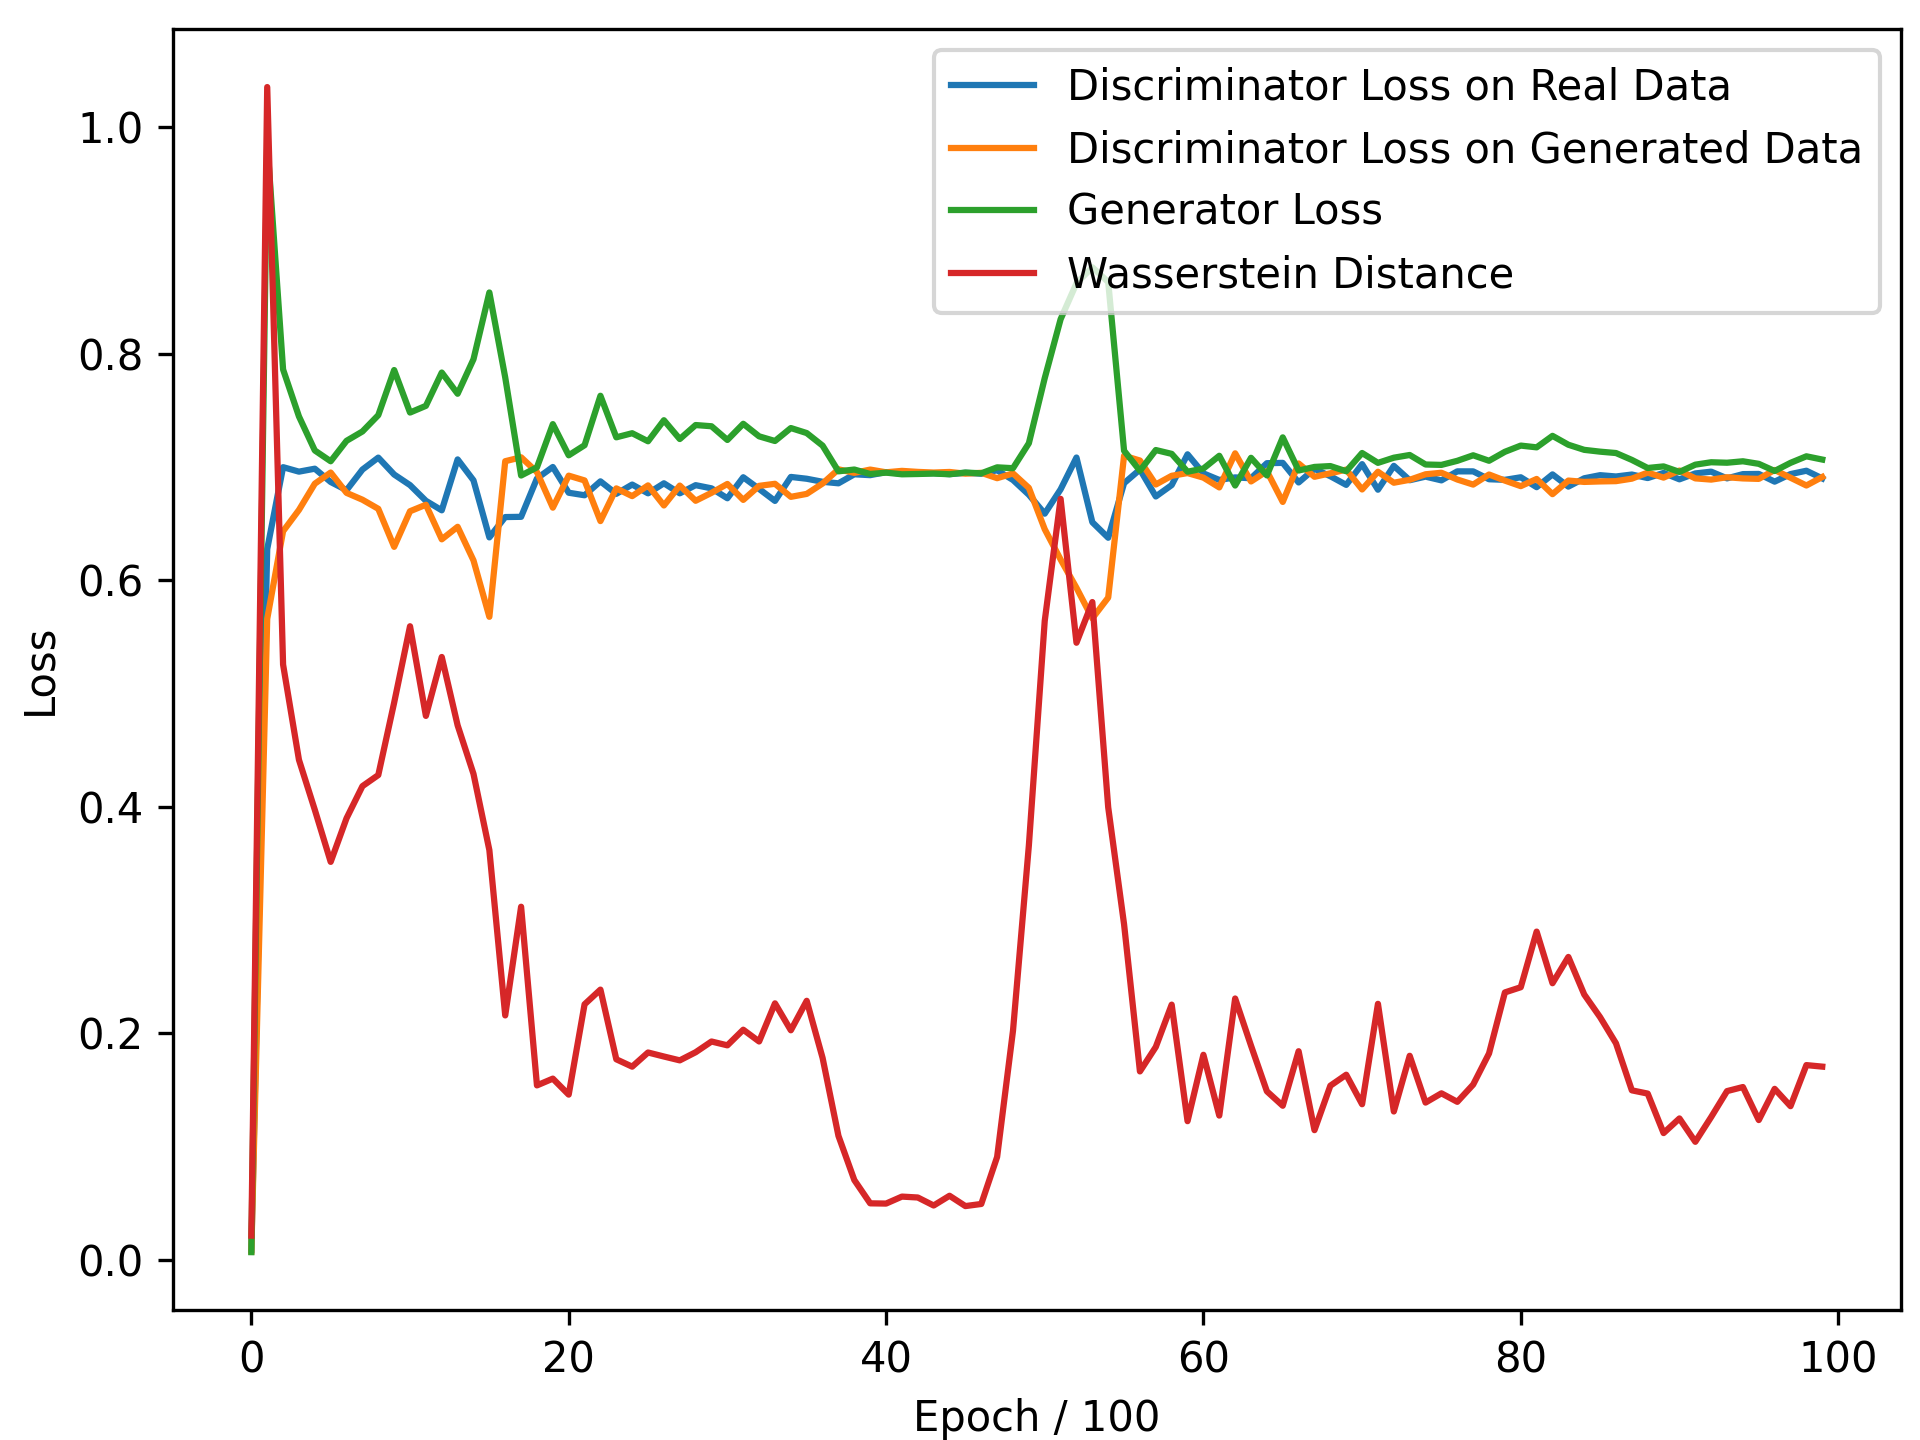 Discriminator Loss on Real Data
Discriminator Loss on Generated Data
Generator Loss
Wasserstein Distance
1.0
0.8
0.6
0.4
0.2
0.0
Loss
0 20 40 60 80 100
Epoch / 100